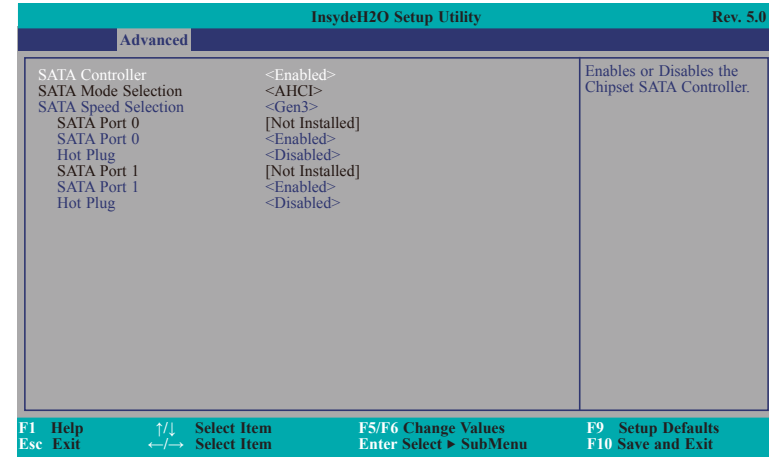 InsydeH2O Setup Utility Rev. 5.0
Advanced
SATA Controller <Enabled>
SATA Mode Selection <AHCI>
SATA Speed Selection <Gen3>
SATA Port 0 [Not Installed]
SATA Port 0 <Enabled>
Hot Plug <Disabled>
SATA Port 1 [Not Installed]
SATA Port 1 <Enabled>
Hot Plug <Disabled>
Enables or Disables the
Chipset SATA Controller.
F1 Help ↑/↓ Select Item F5/F6 Change Values F9 Setup Defaults
Esc Exit ←/→ Select Item Enter Select ▶ SubMenu F10 Save and Exit